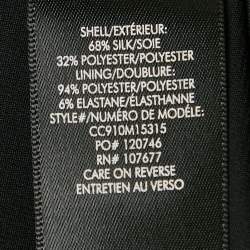 SHELL/EXTÉRIEUR:
68% SILK/SOIE
32% POLYESTER/POLYESTER
LINING/DOUBLURE:
94% POLYESTER/POLYESTER
6% ELASTANE/ÉLASTHANNE
STYLE#/NUMÉRO DE MODÉLE:
CC910M15315
PO# 120746
RN# 107677
CARE ON REVERSE
ENTRETIEN AU VERSO